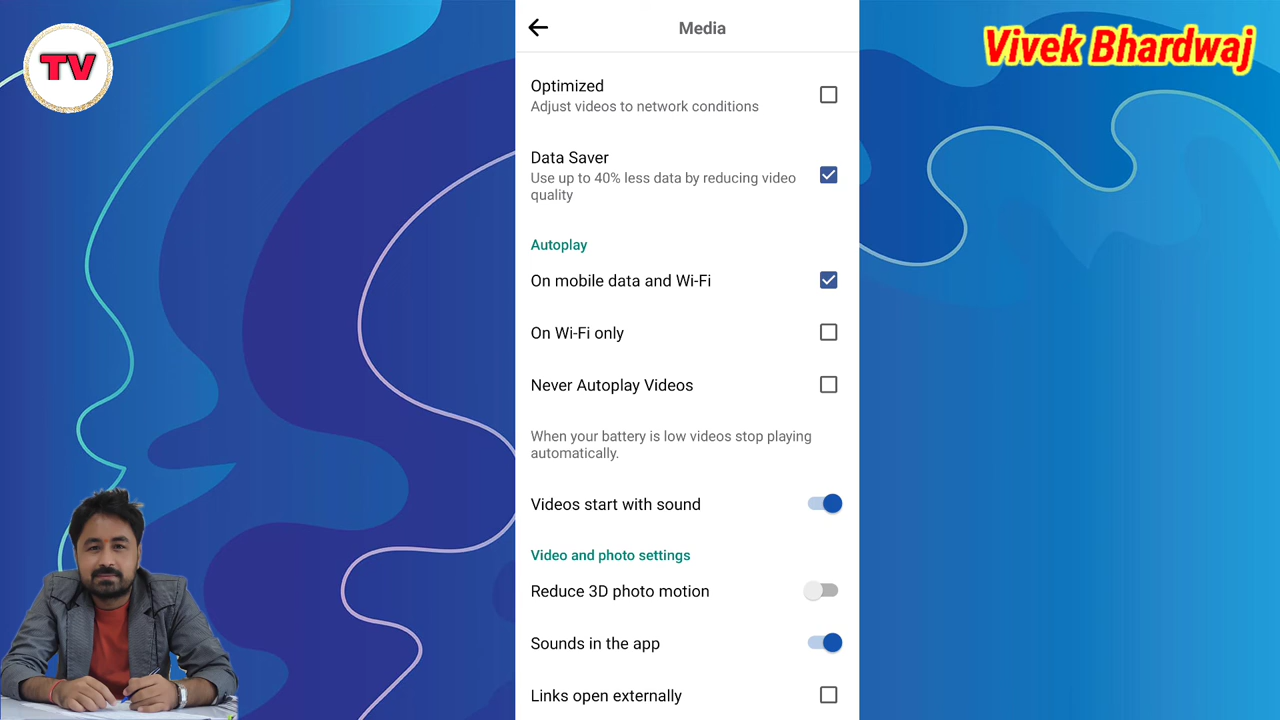 TV
Vivek Bhardwaj
Media
Optimized
Adjust videos to network conditions
Data Saver
Use up to 40% less data by reducing video
quality
Autoplay
On mobile data and Wi-Fi
On Wi-Fi only
Never Autoplay Videos
When your battery is low videos stop playing
automatically.
Videos start with sound
Video and photo settings
Reduce 3D photo motion
Sounds in the app
Links open externally